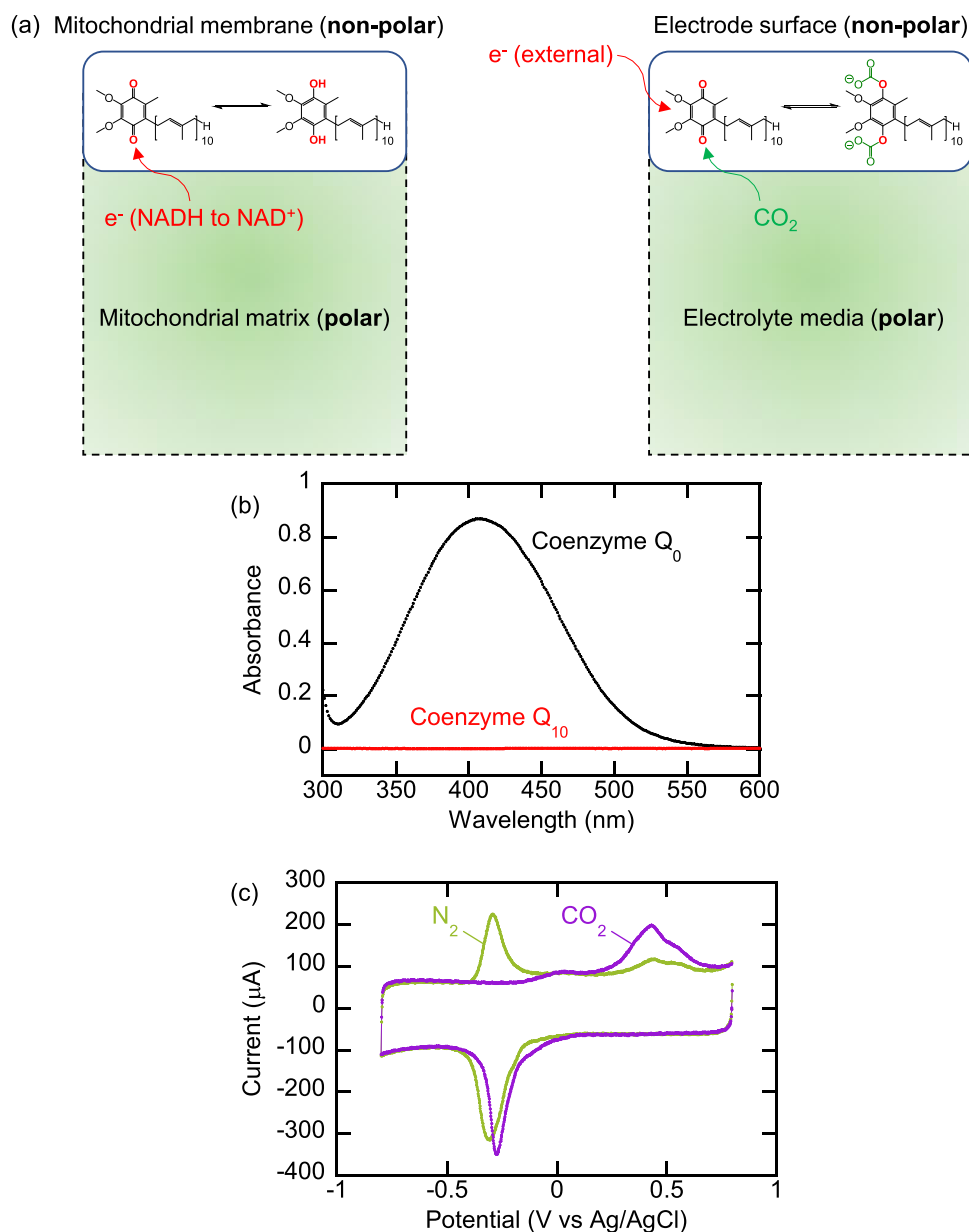 (a) Mitochondrial membrane (non-polar)
Electrode surface (non-polar)
e⁻ (external)
O
O
O
O
H
10
OH
OH
O
O
H
10
O
O
O
O
H
10
O
⊖O
O
O
O
O
⊖O
O
H
10
e⁻ (NADH to NAD⁺)
CO₂
Mitochondrial matrix (polar)
Electrolyte media (polar)
(b)
1
0.8
0.6
0.4
0.2
0
Absorbance
Coenzyme Q₀
Coenzyme Q₁₀
300 350 400 450 500 550 600
Wavelength (nm)
(c)
300
200
100
0
-100
-200
-300
-400
Current (μA)
N₂
CO₂
-1 -0.5 0 0.5 1
Potential (V vs Ag/AgCl)